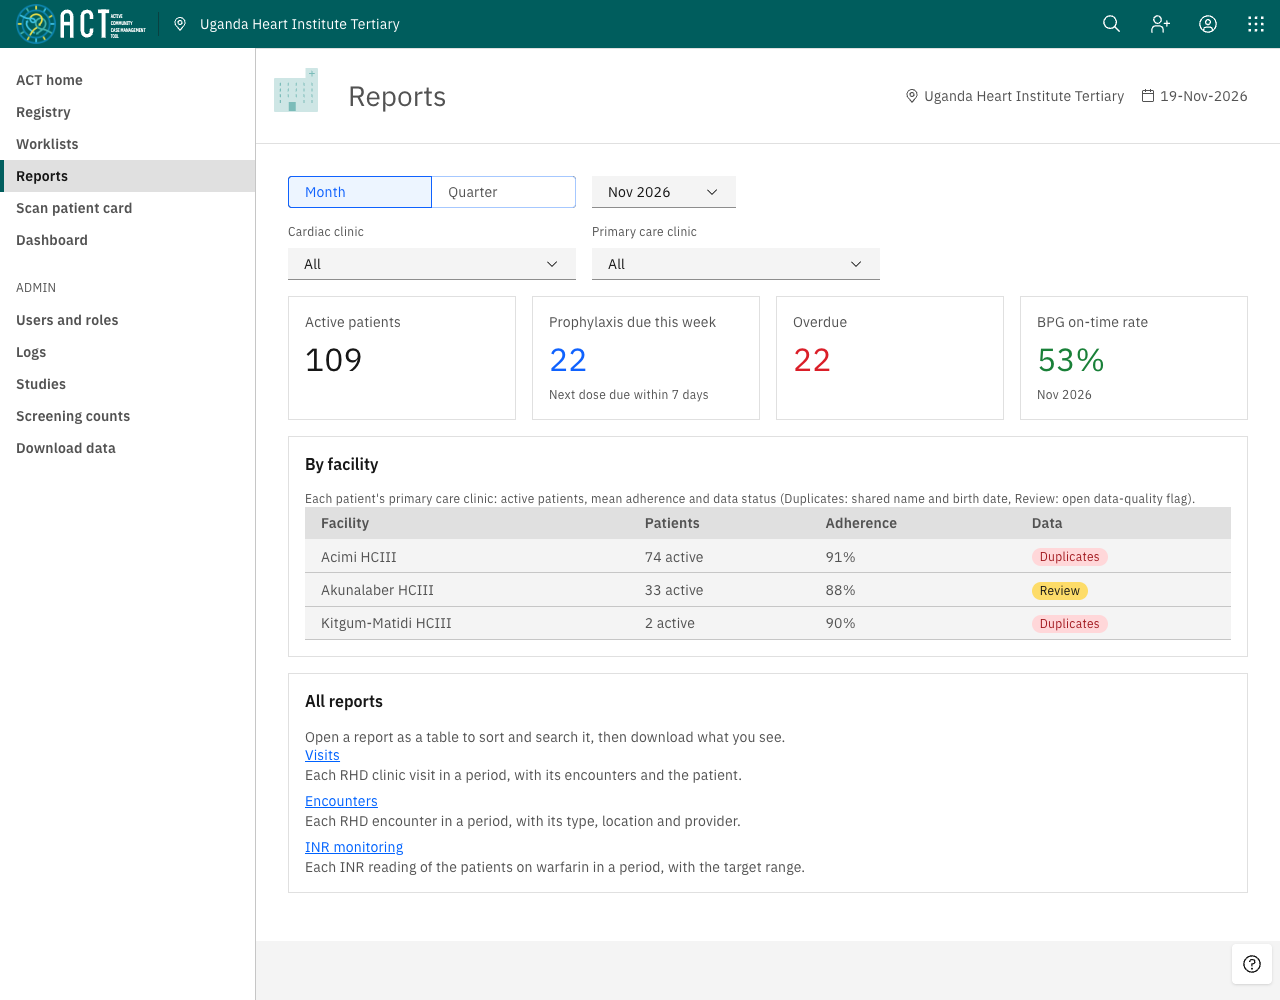 ACT ACTIVE COMMUNITY CASE MANAGEMENT TOOL
Uganda Heart Institute Tertiary
ACT home
Registry
Worklists
Reports
Scan patient card
Dashboard
ADMIN
Users and roles
Logs
Studies
Screening counts
Download data
Reports
Uganda Heart Institute Tertiary 19-Nov-2026
Month Quarter Nov 2026
Cardiac clinic Primary care clinic
All All
Active patients
109
Prophylaxis due this week
22
Next dose due within 7 days
Overdue
22
BPG on-time rate
53%
Nov 2026
By facility
Each patient's primary care clinic: active patients, mean adherence and data status (Duplicates: shared name and birth date, Review: open data-quality flag).
Facility Patients Adherence Data
Acimi HCIII 74 active 91% Duplicates
Akunalaber HCIII 33 active 88% Review
Kitgum-Matidi HCIII 2 active 90% Duplicates
All reports
Open a report as a table to sort and search it, then download what you see.
Visits
Each RHD clinic visit in a period, with its encounters and the patient.
Encounters
Each RHD encounter in a period, with its type, location and provider.
INR monitoring
Each INR reading of the patients on warfarin in a period, with the target range.